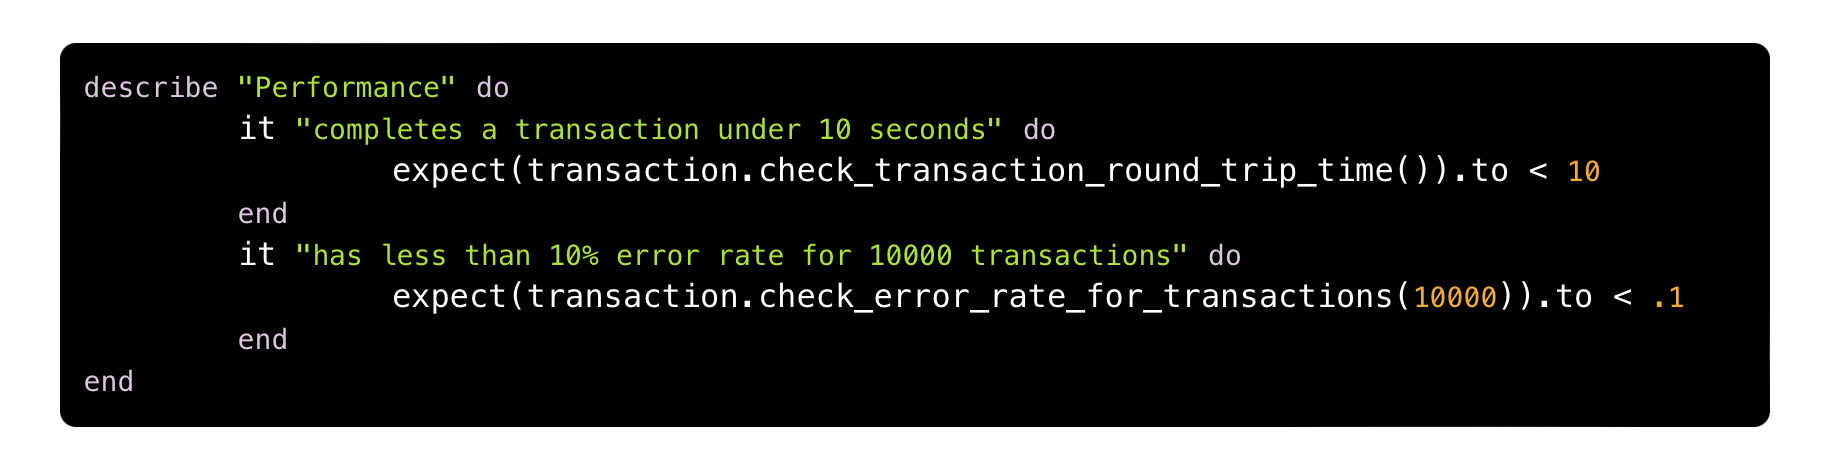 describe "Performance" do
it "completes a transaction under 10 seconds" do
expect(transaction.check_transaction_round_trip_time()).to < 10
end
it "has less than 10% error rate for 10000 transactions" do
expect(transaction.check_error_rate_for_transactions(10000)).to < .1
end
end